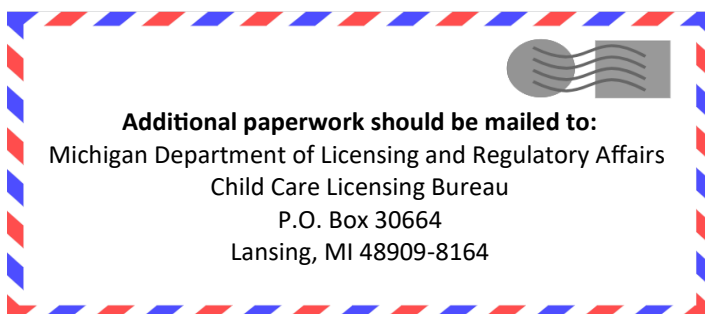 Additional paperwork should be mailed to:
Michigan Department of Licensing and Regulatory Affairs
Child Care Licensing Bureau
P.O. Box 30664
Lansing, MI 48909-8164